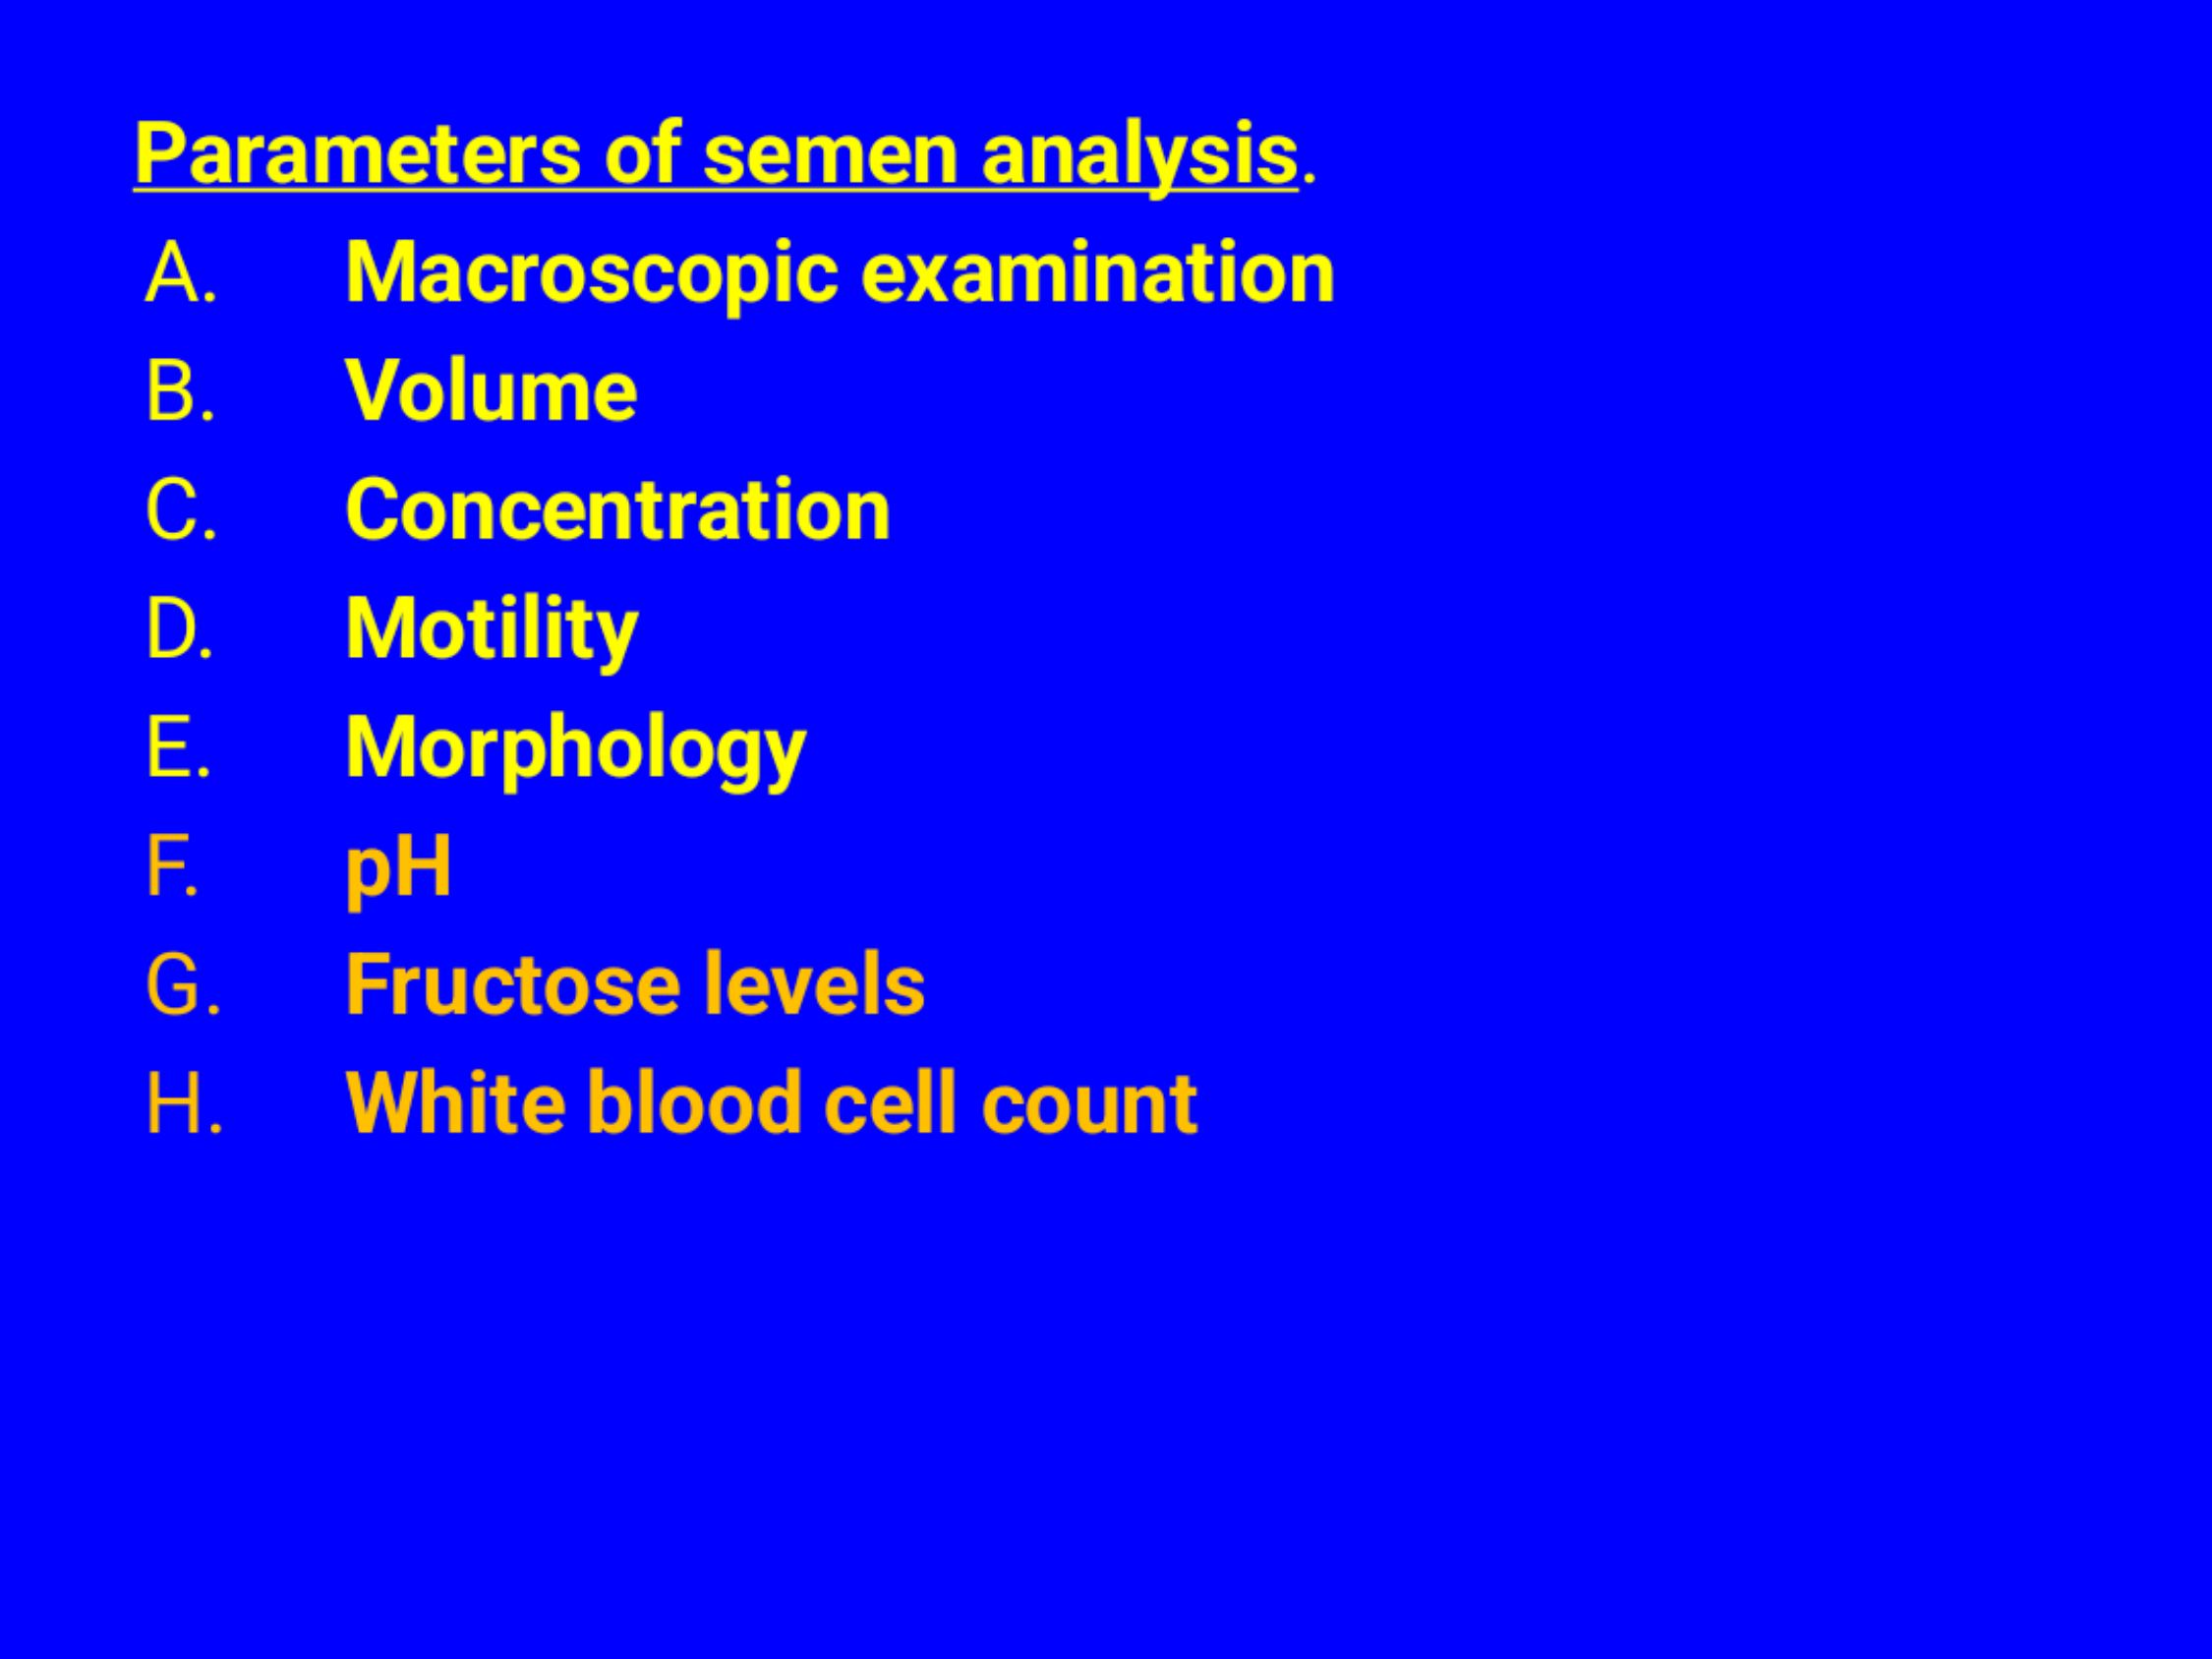 Parameters of semen analysis.
A. Macroscopic examination
B. Volume
C. Concentration
D. Motility
E. Morphology
F. pH
G. Fructose levels
H. White blood cell count